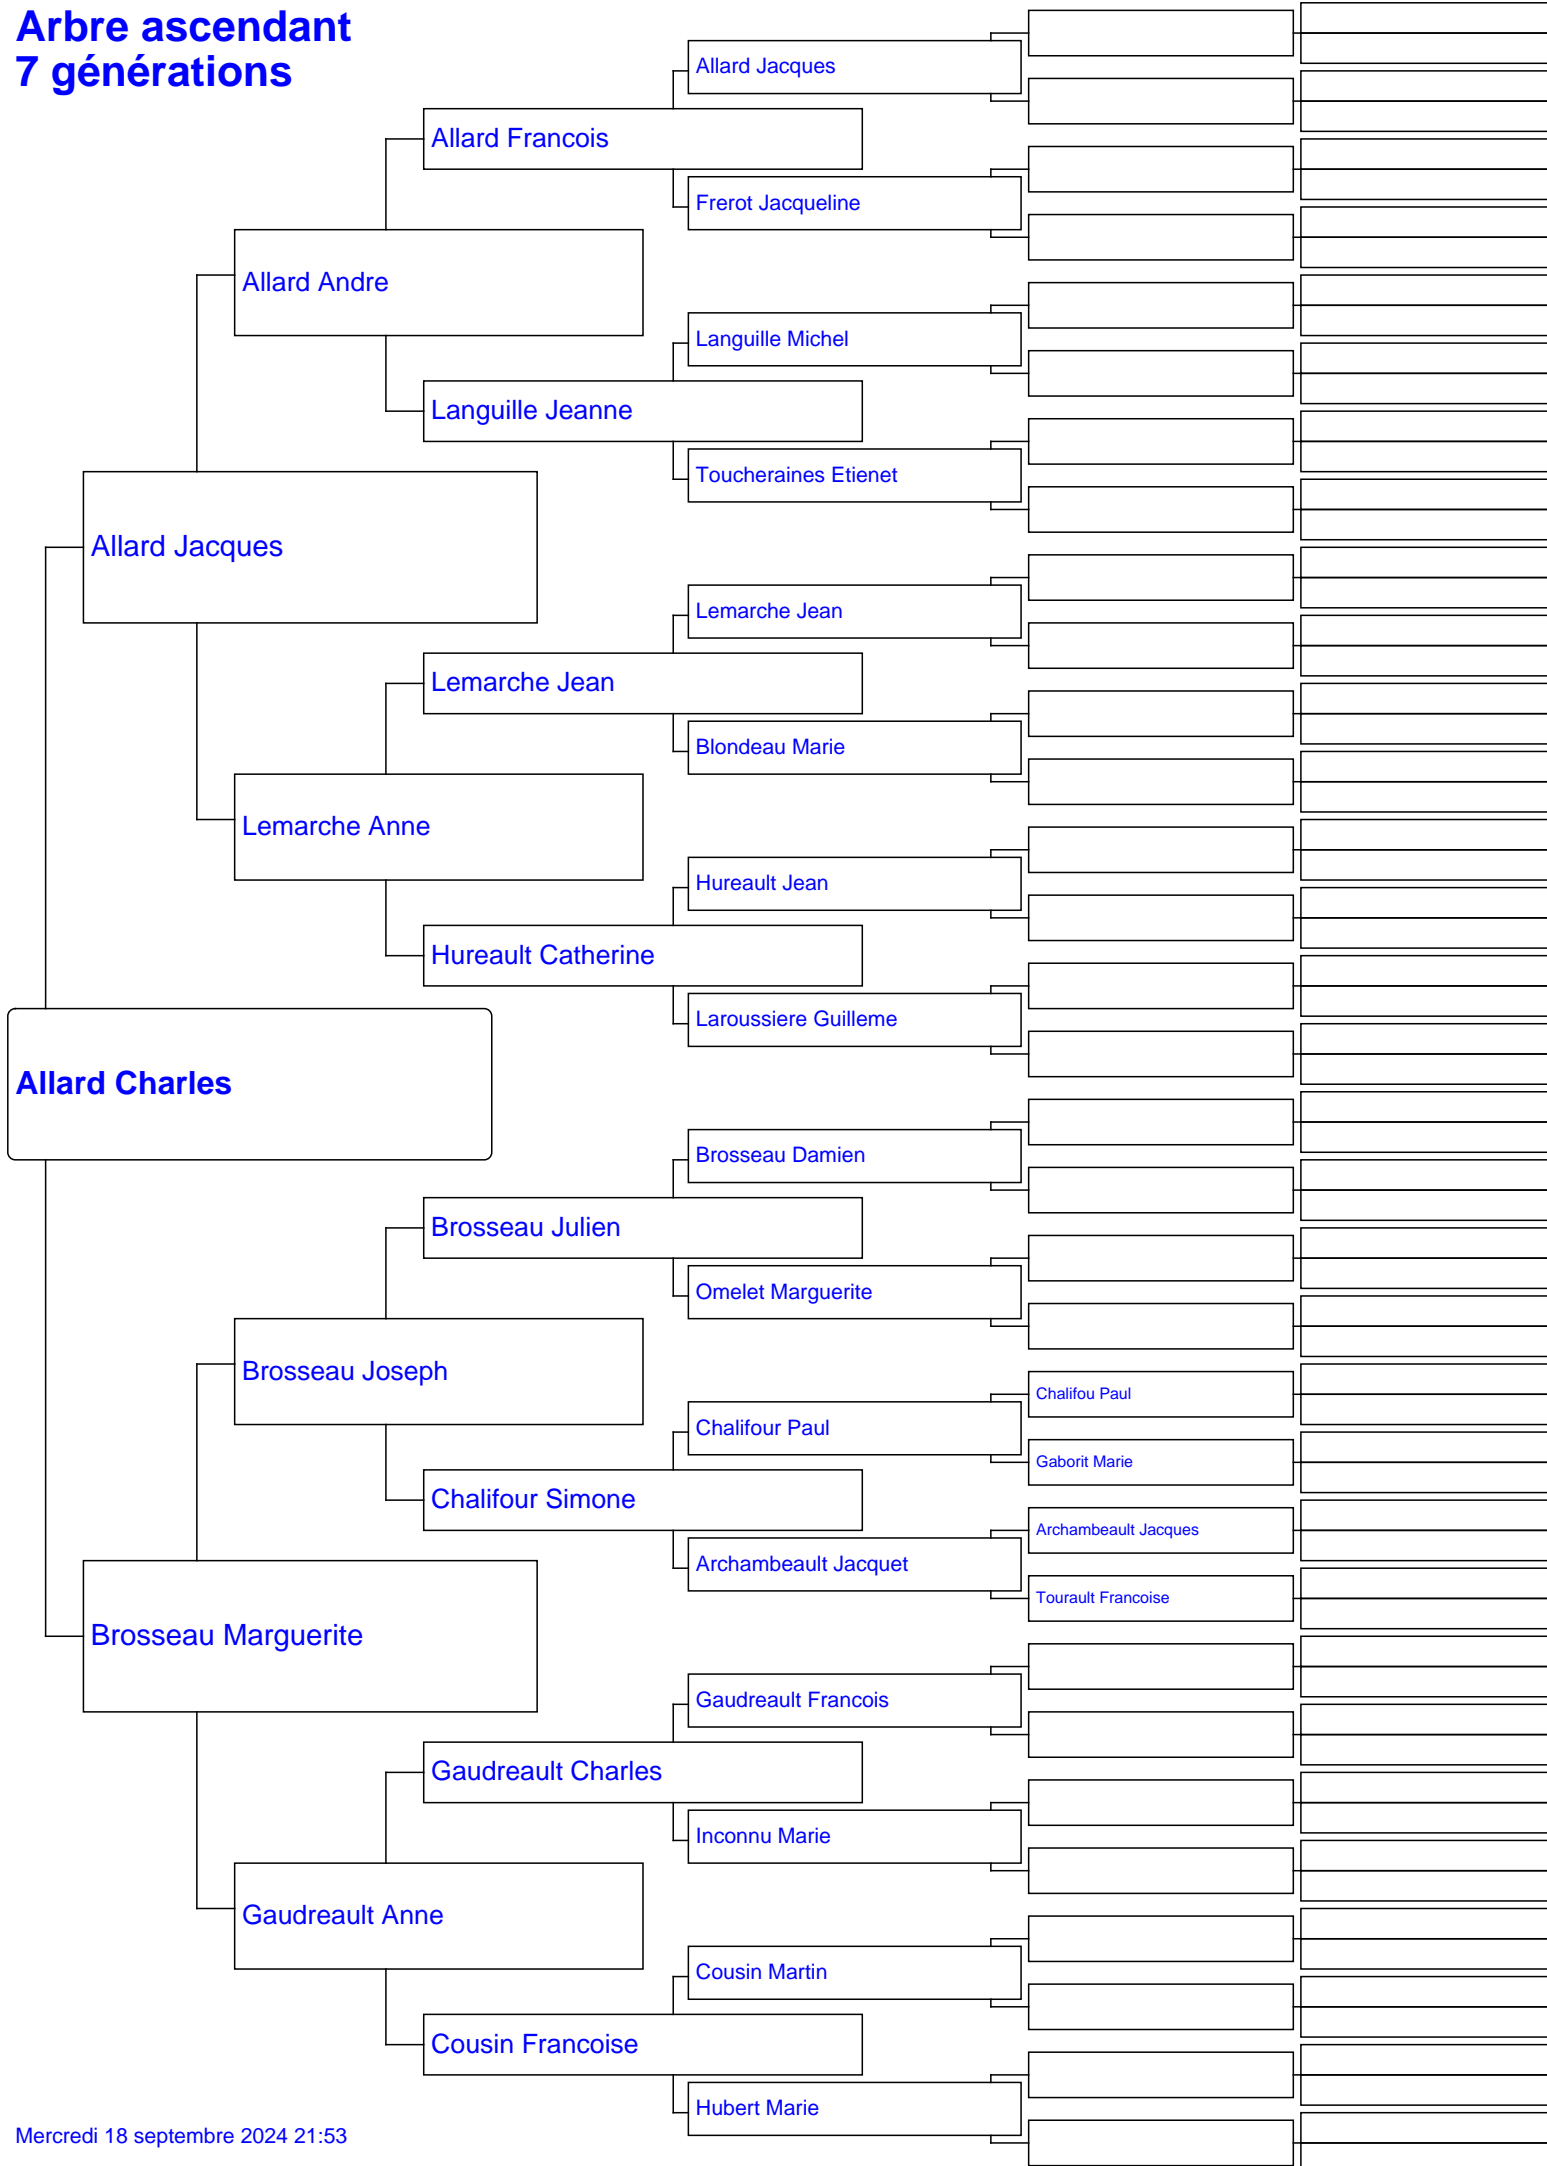 Arbre ascendant
7 générations
Allard Jacques
Allard Francois
Frerot Jacqueline
Allard Andre
Languille Michel
Languille Jeanne
Toucheraines Etienet
Allard Jacques
Lemarche Jean
Lemarche Jean
Blondeau Marie
Lemarche Anne
Hureault Jean
Hureault Catherine
Laroussiere Guilleme
Allard Charles
Brosseau Damien
Brosseau Julien
Omelet Marguerite
Brosseau Joseph
Chalifou Paul
Chalifour Paul
Gaborit Marie
Chalifour Simone
Archambeault Jacques
Archambeault Jacquet
Tourault Francoise
Brosseau Marguerite
Gaudreault Francois
Gaudreault Charles
Inconnu Marie
Gaudreault Anne
Cousin Martin
Cousin Francoise
Hubert Marie
Mercredi 18 septembre 2024 21:53